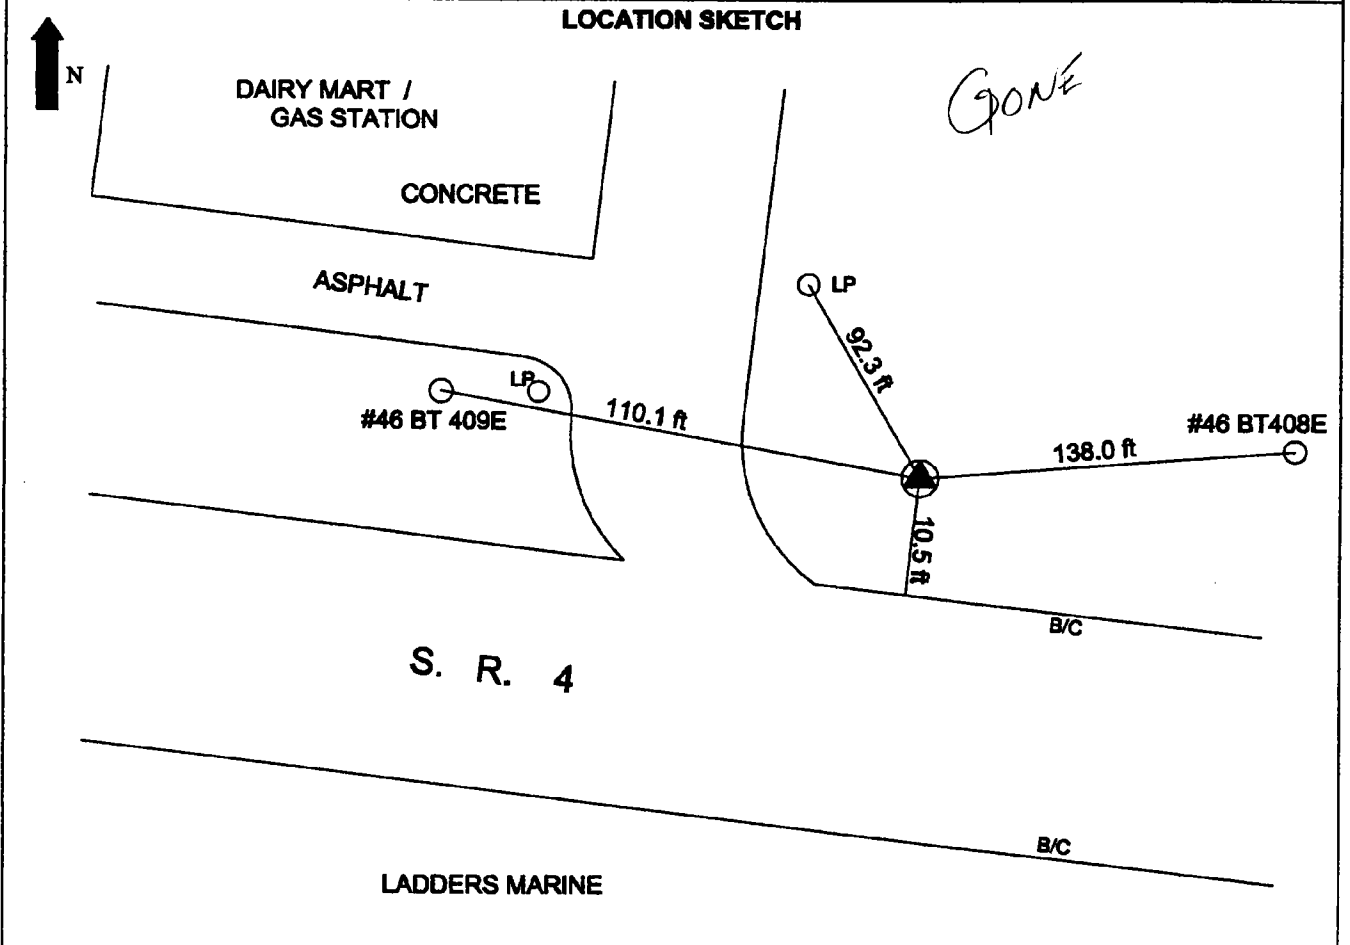 LOCATION SKETCH
N
GONE
DAIRY MART /
GAS STATION
CONCRETE
ASPHALT
LP
92.3 ft
LP
#46 BT 409E
110.1 ft
#46 BT408E
138.0 ft
10.5 ft
B/C
S. R. 4
B/C
LADDERS MARINE